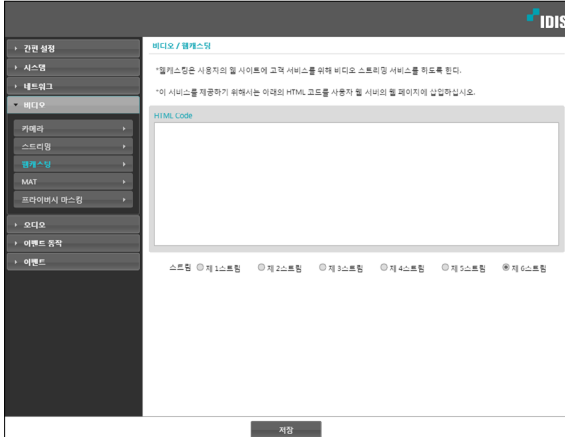 IDIS
비디오 / 웹캐스팅
간편 설정
시스템
네트워크
비디오
카메라
스트리밍
웹캐스팅
MAT
프라이버시 마스킹
오디오
이벤트 동작
이벤트
*웹캐스팅은 사용자의 웹 사이트에 고객 서비스를 위해 비디오 스트리밍 서비스를 하도록 한다.
*이 서비스를 제공하기 위해서는 아래의 HTML 코드를 사용자 웹 서버의 웹 페이지에 삽입하십시오.
HTML Code
스트림 제 1스트림 제 2스트림 제 3스트림 제 4스트림 제 5스트림 제 6스트림
저장